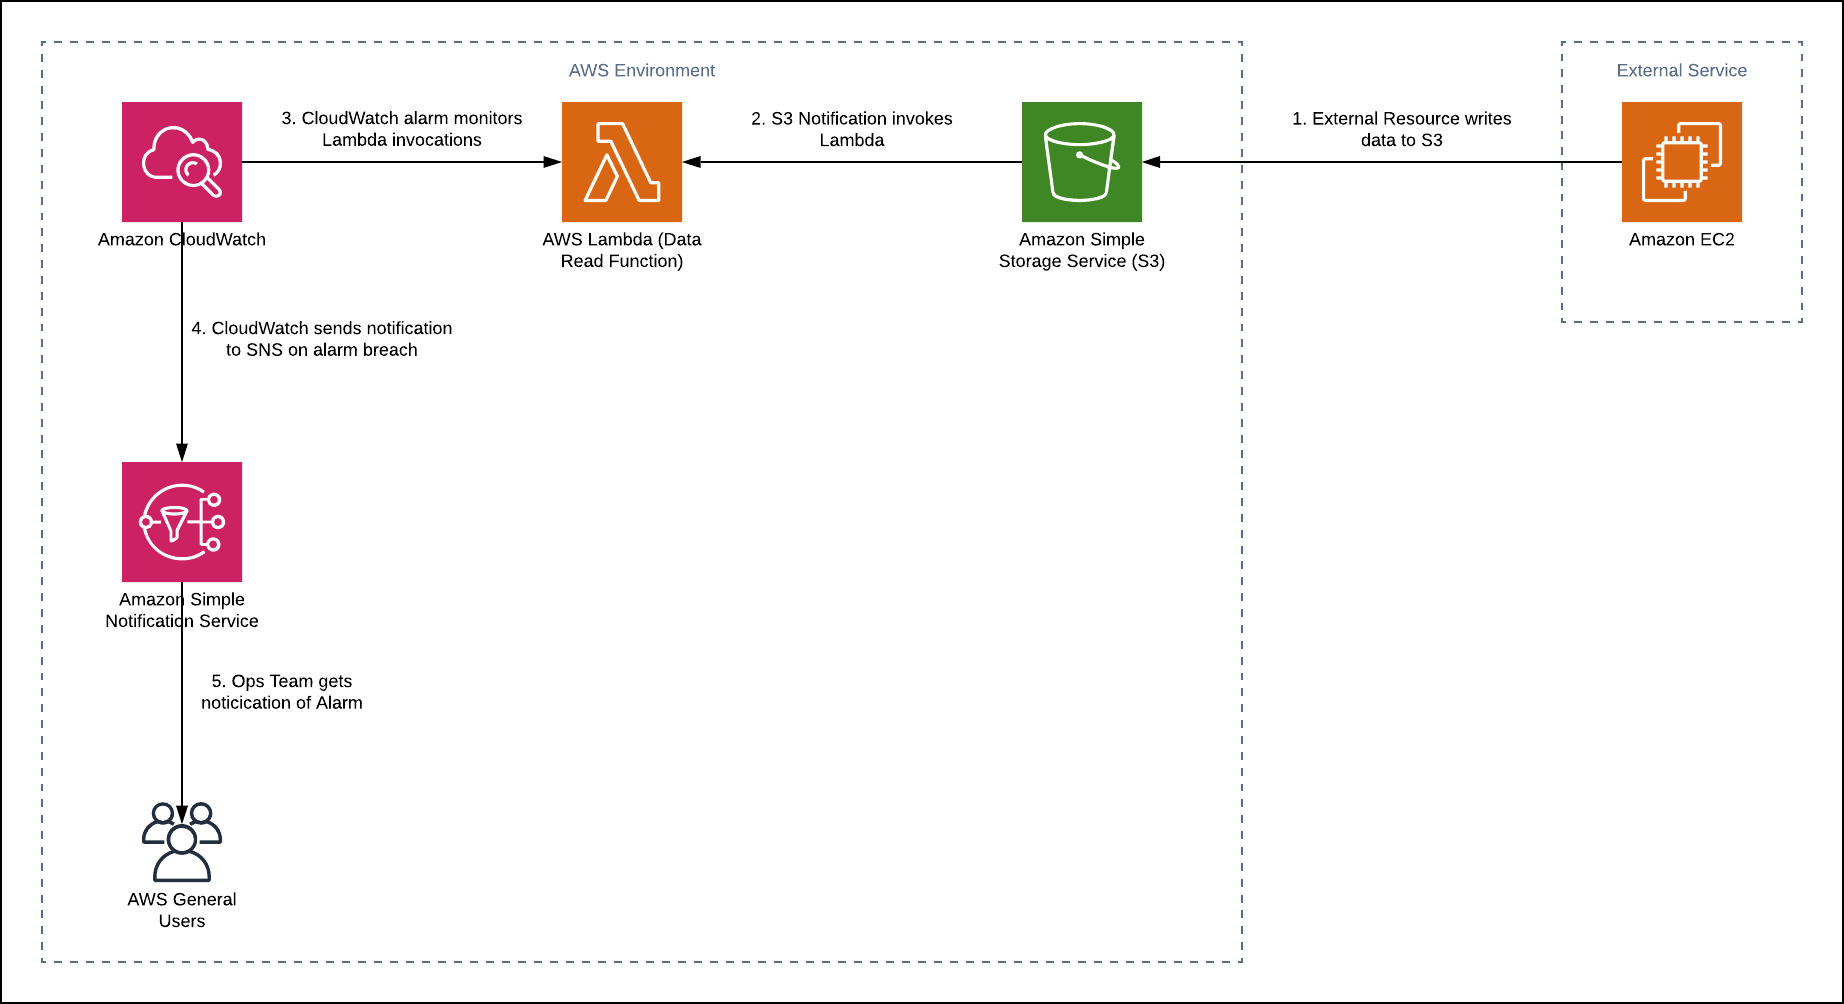 AWS Environment
External Service
3. CloudWatch alarm monitors
Lambda invocations
2. S3 Notification invokes
Lambda
1. External Resource writes
data to S3
Amazon CloudWatch
AWS Lambda (Data
Read Function)
Amazon Simple
Storage Service (S3)
Amazon EC2
4. CloudWatch sends notification
to SNS on alarm breach
Amazon Simple
Notification Service
5. Ops Team gets
noticication of Alarm
AWS General
Users